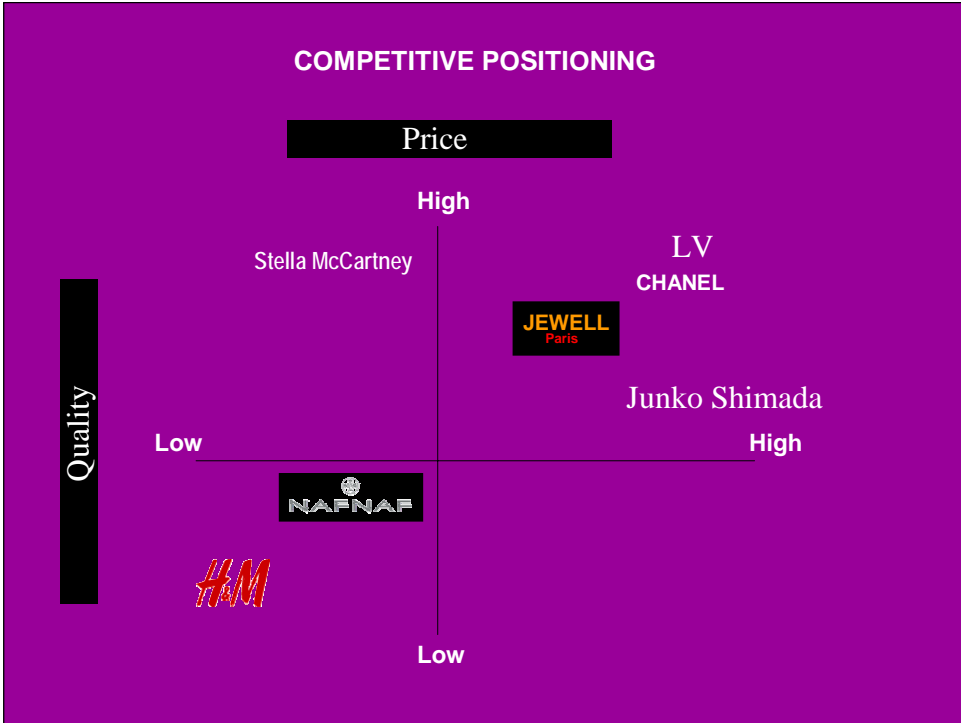 COMPETITIVE POSITIONING
Price
High
Stella McCartney
LV
CHANEL
JEWELL
Paris
Quality
Junko Shimada
Low
High
NAFNAF
H&M
Low